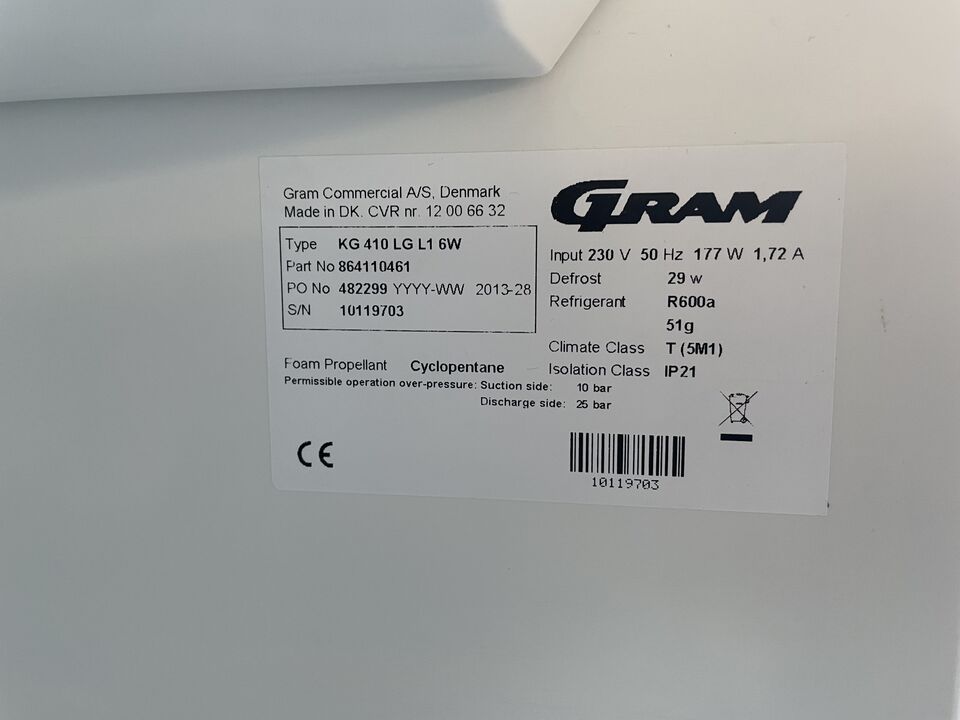 Gram Commercial A/S, Denmark
Made in DK. CVR nr. 12 00 66 32
GRAM
Type KG 410 LG L1 6W
Part No 864110461
PO No 482299 YYYY-WW 2013-28
S/N 10119703
Input 230 V 50 Hz 177 W 1,72 A
Defrost 29 w
Refrigerant R600a
51g
Climate Class T (5M1)
Isolation Class IP21
Foam Propellant Cyclopentane
Permissible operation over-pressure: Suction side: 10 bar
Discharge side: 25 bar
CE
10119703